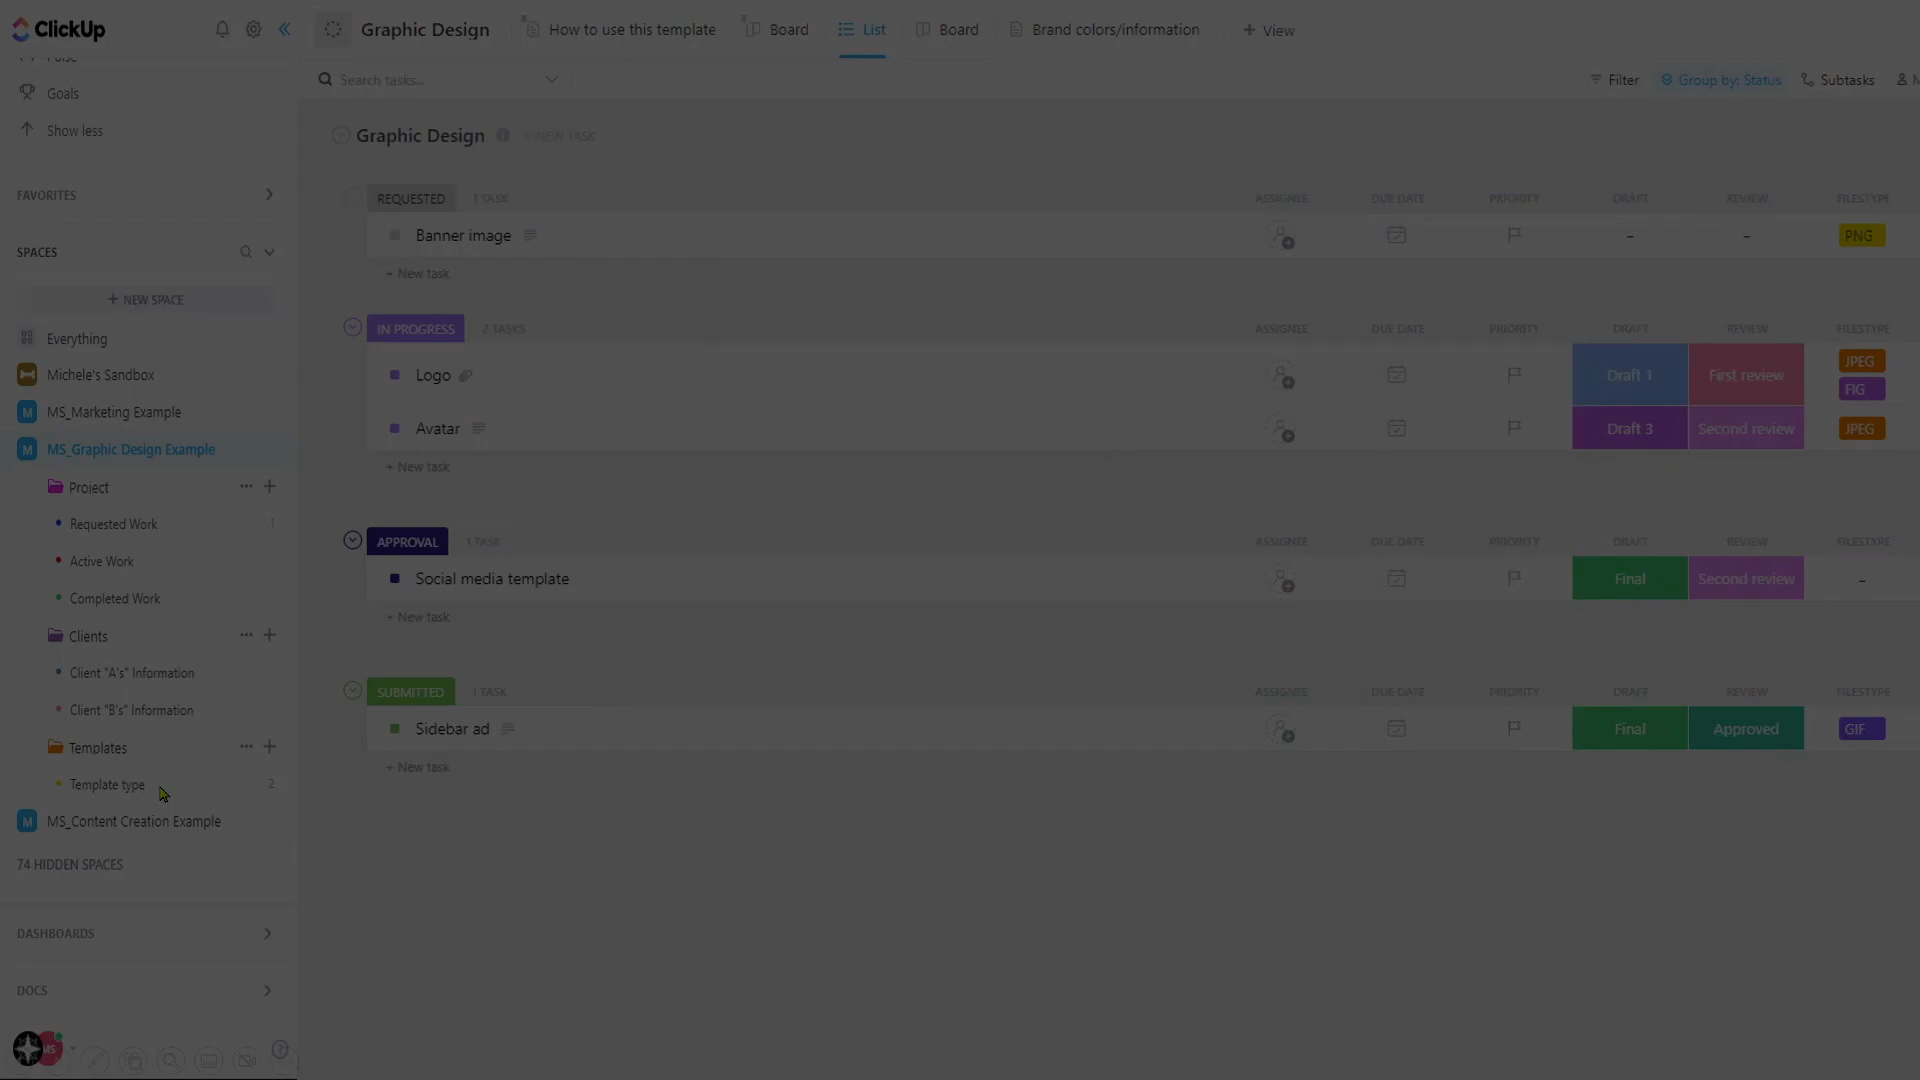 ClickUp
Goals
Show less
FAVORITES
SPACES
+ NEW SPACE
Everything
Michele's Sandbox
M MS_Marketing Example
M MS_Graphic Design Example
Project
Requested Work 1
Active Work
Completed Work
Clients
Client "A's" Information
Client "B's" Information
Templates
Template type 2
M MS_Content Creation Example
74 HIDDEN SPACES
DASHBOARDS
DOCS
MS
Graphic Design How to use this template Board List Board Brand colors/information + View
Search tasks... Filter Group by: Status Subtasks M
Graphic Design + NEW TASK
REQUESTED 1 TASK ASSIGNEE DUE DATE PRIORITY DRAFT REVIEW FILESTYPE
Banner image – – PNG
+ New task
IN PROGRESS 2 TASKS ASSIGNEE DUE DATE PRIORITY DRAFT REVIEW FILESTYPE
Logo Draft 1 First review JPEG
FIG
Avatar Draft 3 Second review JPEG
+ New task
APPROVAL 1 TASK ASSIGNEE DUE DATE PRIORITY DRAFT REVIEW FILESTYPE
Social media template Final Second review –
+ New task
SUBMITTED 1 TASK ASSIGNEE DUE DATE PRIORITY DRAFT REVIEW FILESTYPE
Sidebar ad Final Approved GIF
+ New task